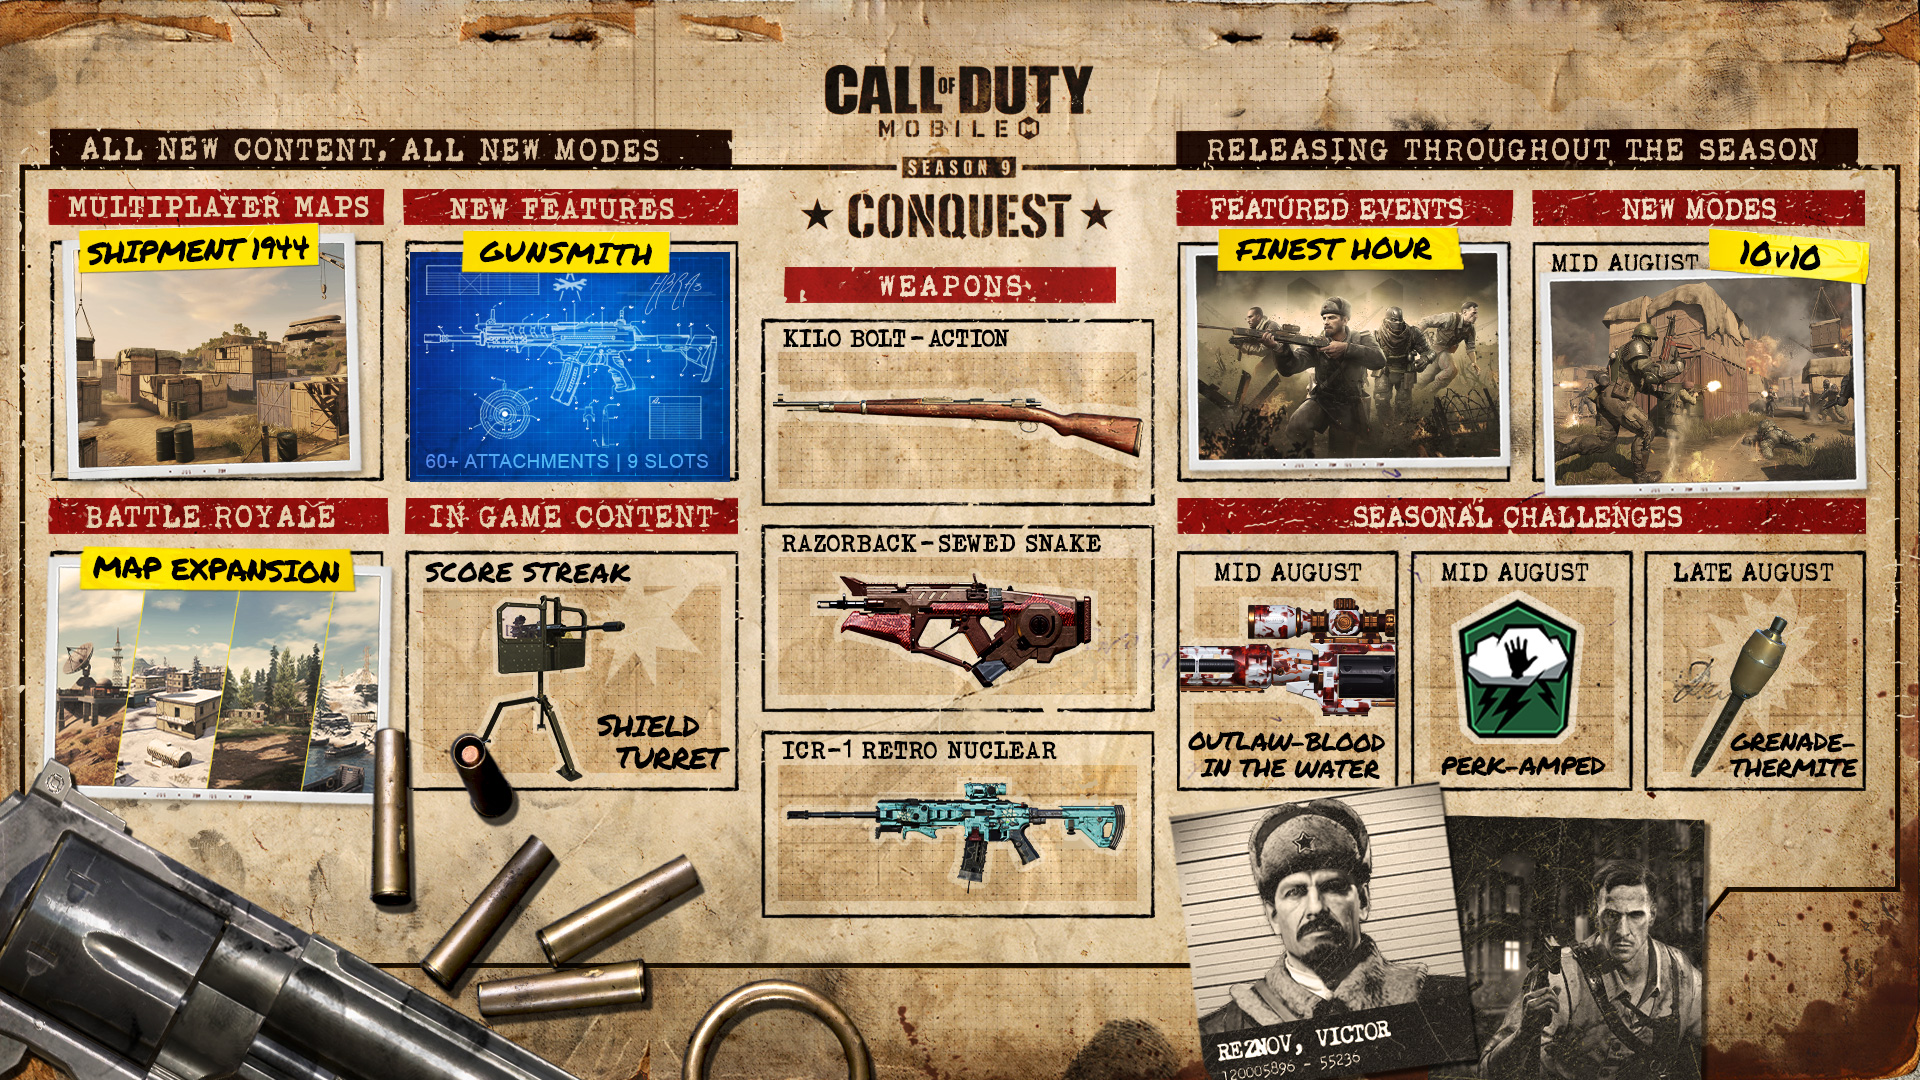 CALL OF DUTY
MOBILE
SEASON 9
CONQUEST
ALL NEW CONTENT, ALL NEW MODES
MULTIPLAYER MAPS
SHIPMENT 1944
NEW FEATURES
GUNSMITH
60+ ATTACHMENTS | 9 SLOTS
BATTLE ROYALE
MAP EXPANSION
IN GAME CONTENT
SCORE STREAK
SHIELD
TURRET
WEAPONS
KILO BOLT-ACTION
RAZORBACK-SEWED SNAKE
ICR-1 RETRO NUCLEAR
RELEASING THROUGHOUT THE SEASON
FEATURED EVENTS
FINEST HOUR
NEW MODES
MID AUGUST
10v10
SEASONAL CHALLENGES
MID AUGUST
OUTLAW-BLOOD
IN THE WATER
MID AUGUST
PERK-AMPED
LATE AUGUST
GRENADE-
THERMITE
REZNOV, VICTOR
120005896 - 55236